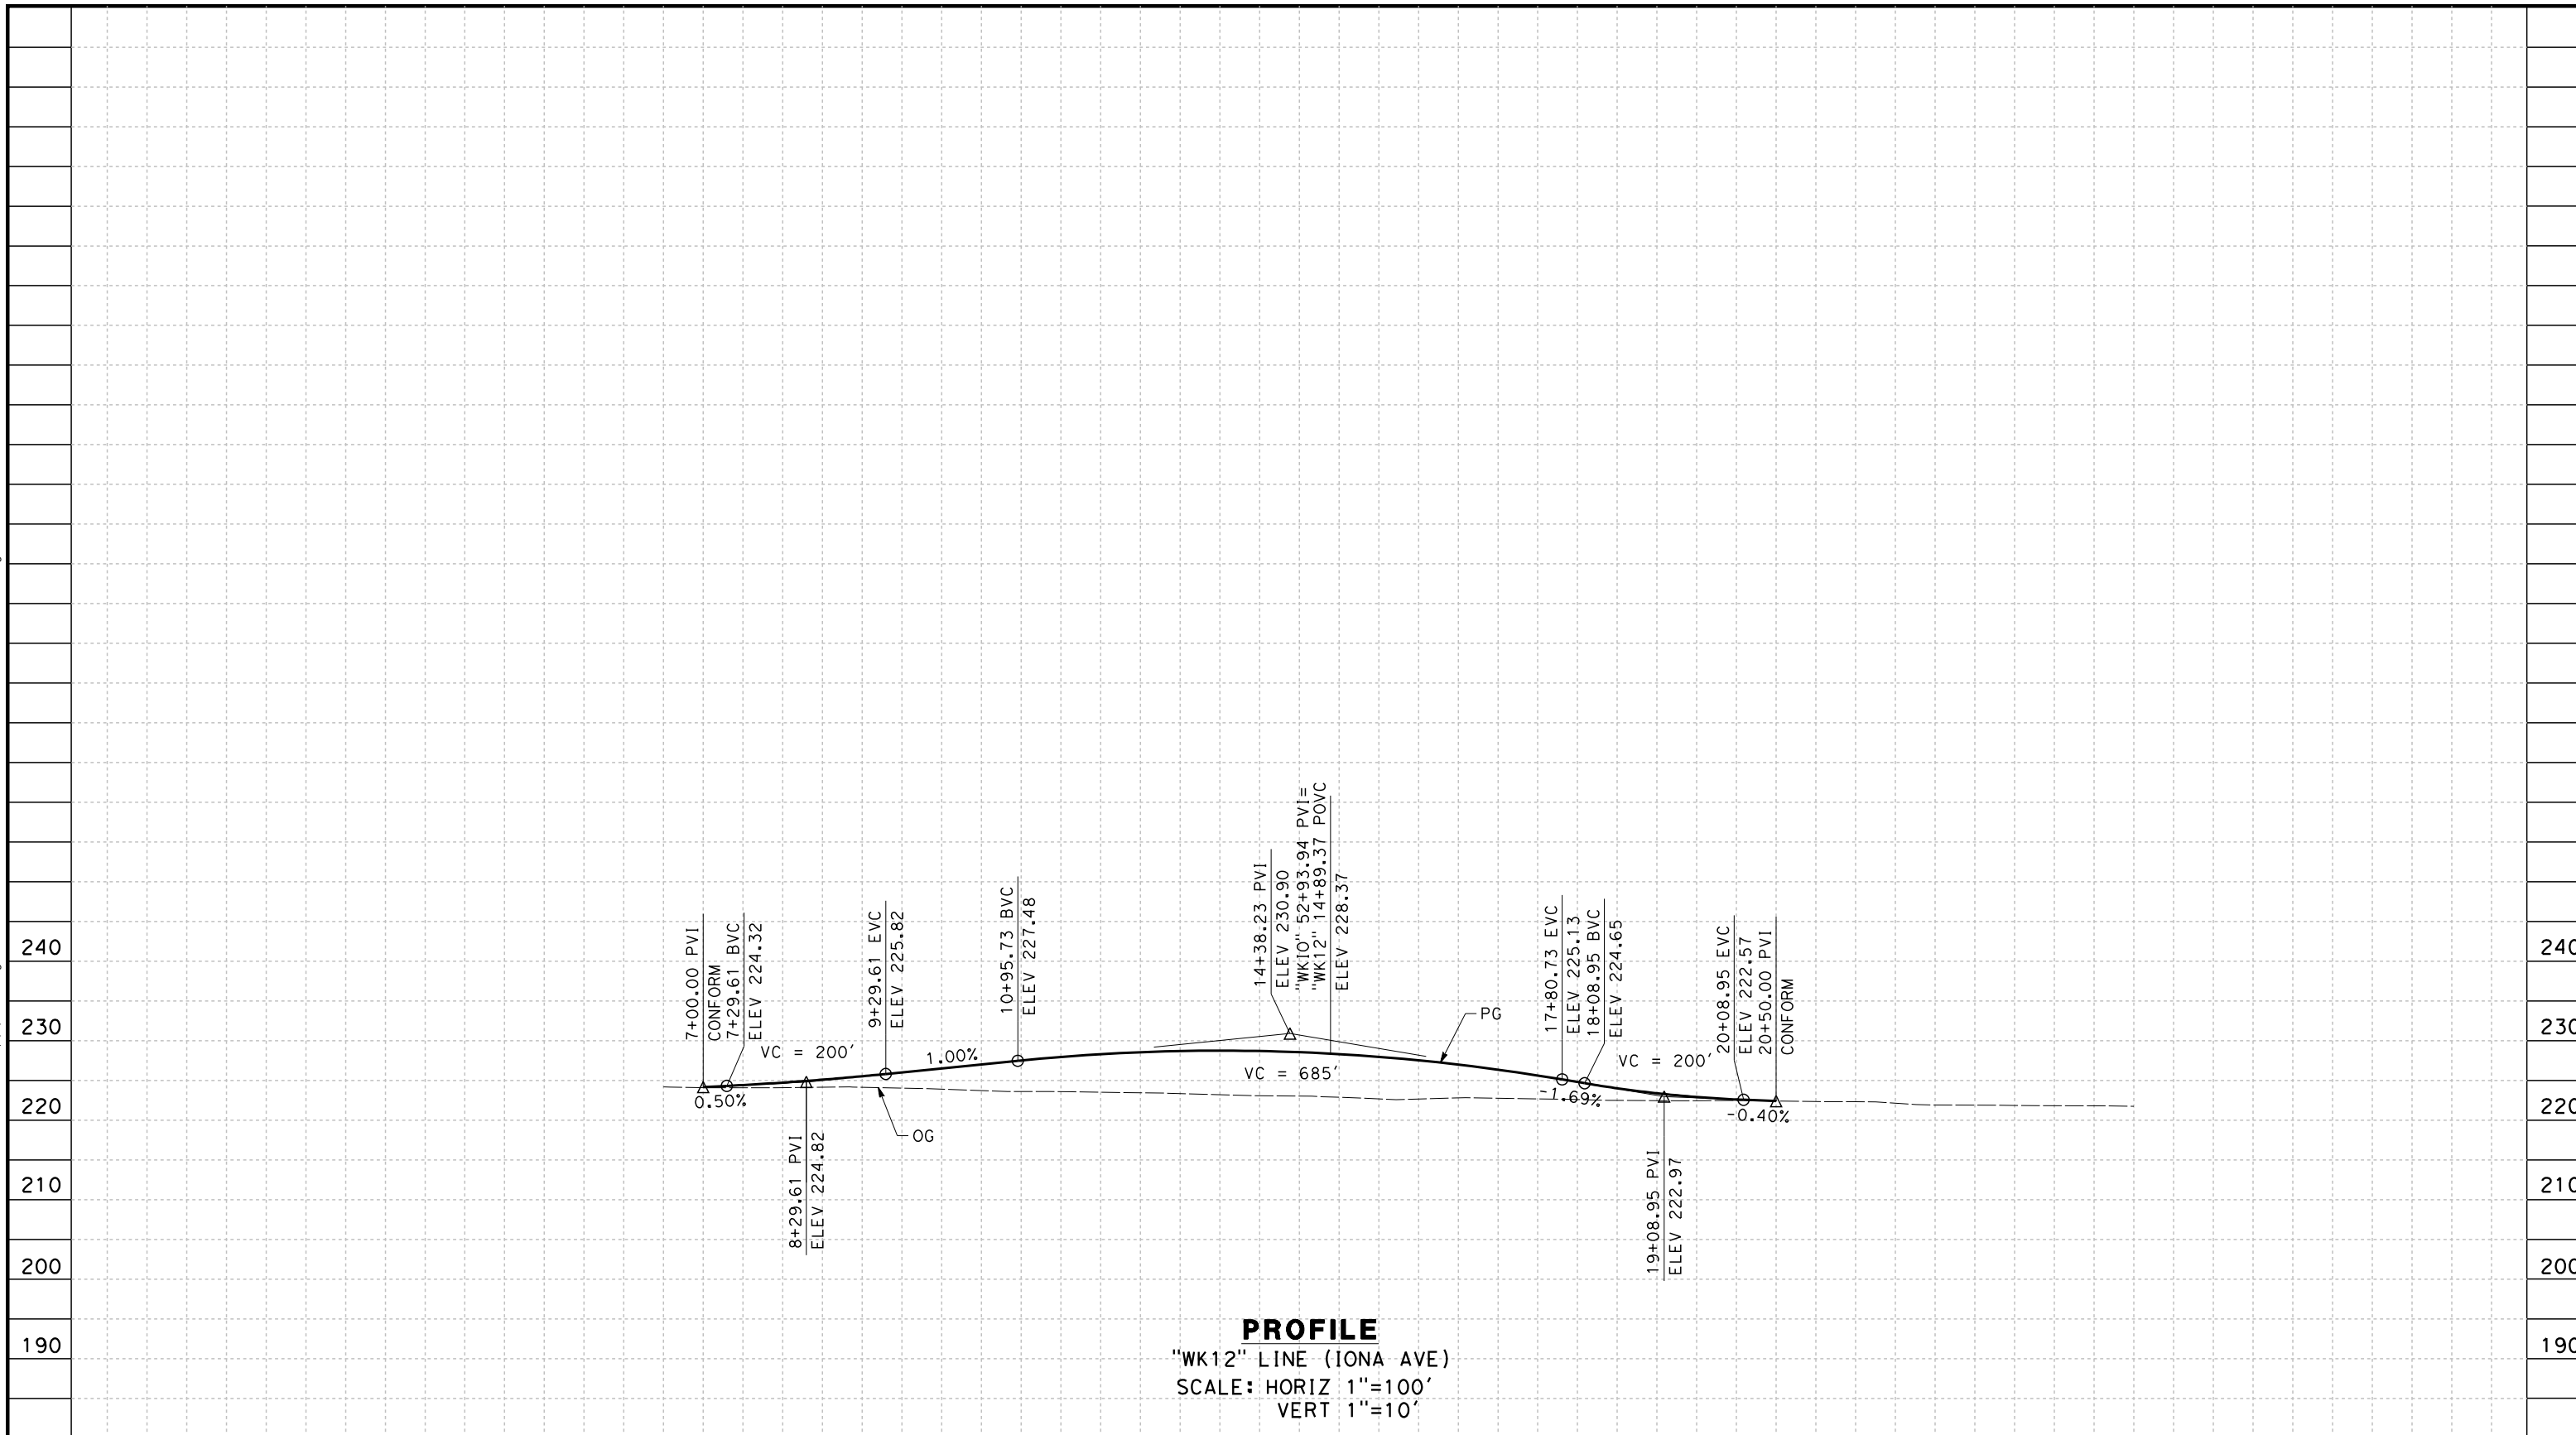 7+00.00 PVI
CONFORM
7+29.61 BVC
ELEV 224.32
VC = 200'
0.50%
8+29.61 PVI
ELEV 224.82
9+29.61 EVC
ELEV 225.82
OG
1.00%
10+95.73 BVC
ELEV 227.48
14+38.23 PVI
ELEV 230.90
"WK10" 52+93.94 PVI=
"WK12" 14+89.37 POVC
ELEV 228.37
VC = 685'
PG
17+80.73 EVC
ELEV 225.13
18+08.95 BVC
ELEV 224.65
-1.69%
VC = 200'
19+08.95 PVI
ELEV 222.97
20+08.95 EVC
ELEV 222.57
20+50.00 PVI
CONFORM
-0.40%
240
240
230
230
220
220
210
210
200
200
190
190
PROFILE
"WK12" LINE (IONA AVE)
SCALE: HORIZ 1"=100'
VERT 1"=10'